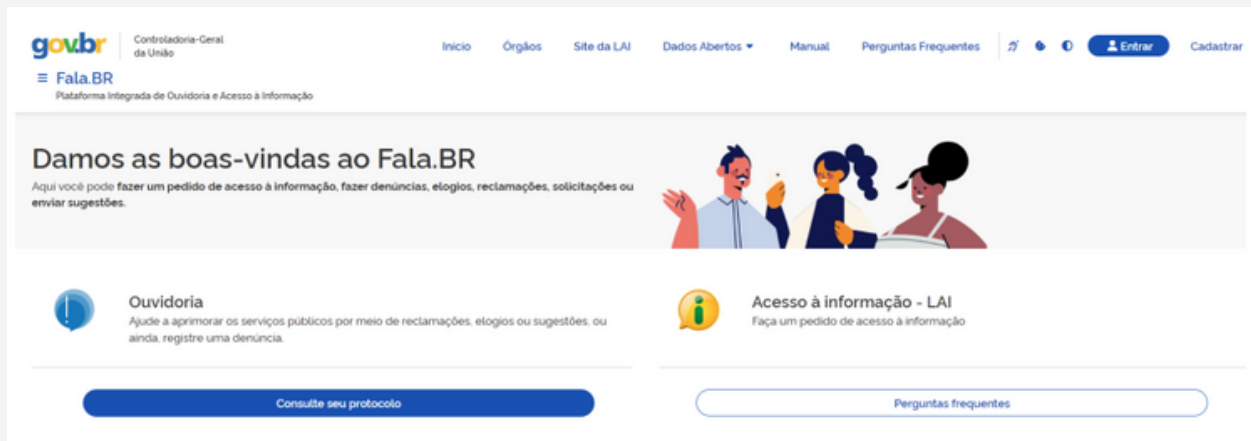 gov.br
Controladoria-Geral
da União
Início Órgãos Site da LAI Dados Abertos Manual Perguntas Frequentes Entrar Cadastrar
Fala.BR
Plataforma Integrada de Ouvidoria e Acesso à Informação
Damos as boas-vindas ao Fala.BR
Aqui você pode fazer um pedido de acesso à informação, fazer denúncias, elogios, reclamações, solicitações ou
enviar sugestões.
Ouvidoria
Ajude a aprimorar os serviços públicos por meio de reclamações, elogios ou sugestões, ou
ainda, registre uma denúncia.
Acesso à informação - LAI
Faça um pedido de acesso à informação
Consulte seu protocolo
Perguntas frequentes